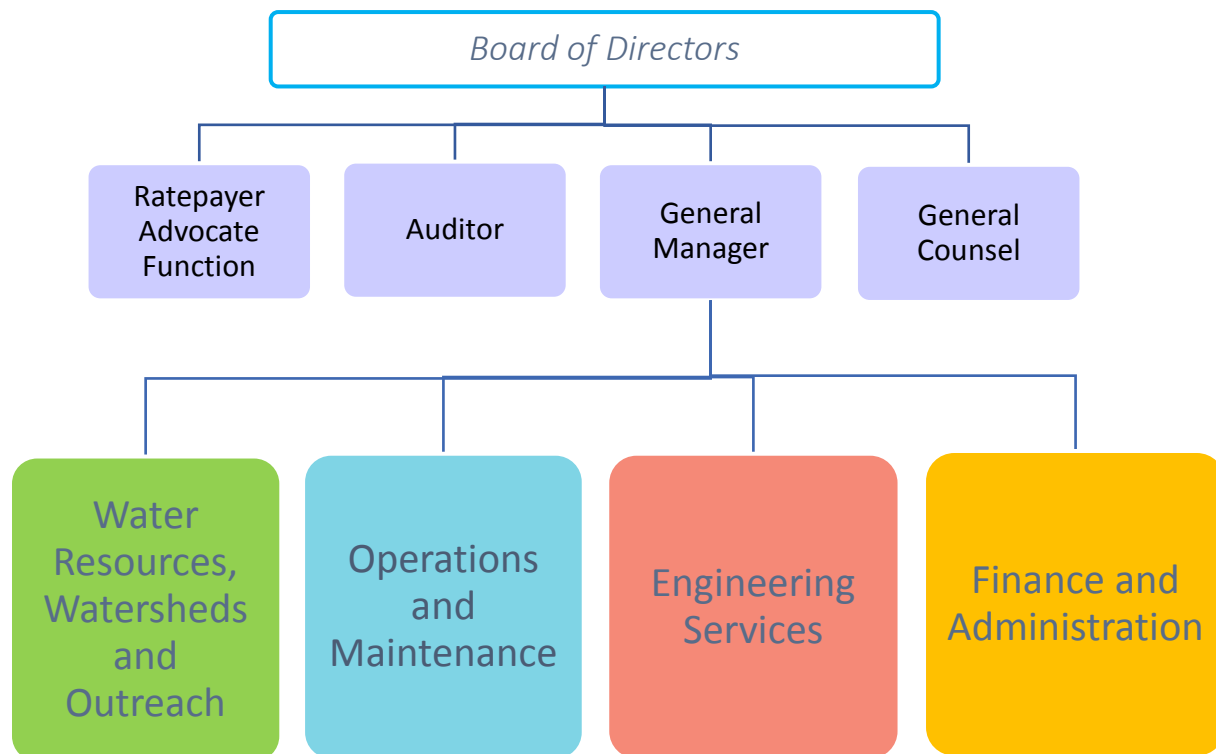 Board of Directors
Ratepayer
Advocate
Function
Auditor
General
Manager
General
Counsel
Water
Resources,
Watersheds
and
Outreach
Operations
and
Maintenance
Engineering
Services
Finance and
Administration